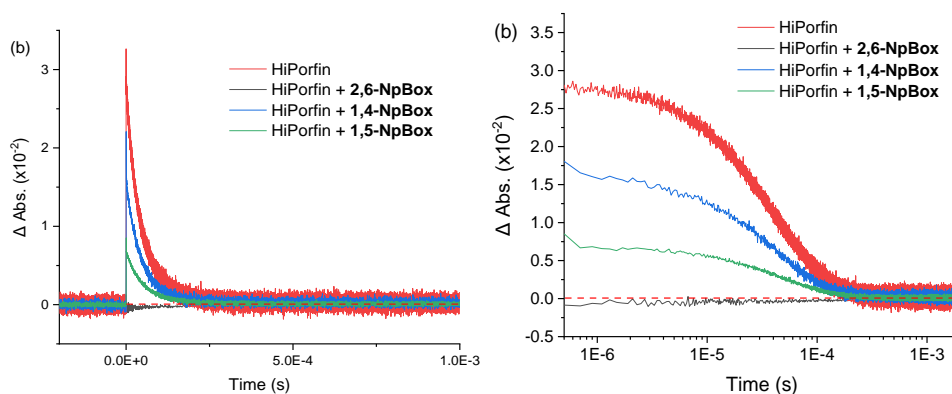 (b)
HiPorfin
HiPorfin + 2,6-NpBox
HiPorfin + 1,4-NpBox
HiPorfin + 1,5-NpBox
3
2
1
0
Δ Abs. (x10-2)
0.0E+0 5.0E-4 1.0E-3
Time (s)
(b)
HiPorfin
HiPorfin + 2,6-NpBox
HiPorfin + 1,4-NpBox
HiPorfin + 1,5-NpBox
3.5
3.0
2.5
2.0
1.5
1.0
0.5
0.0
-0.5
Δ Abs. (x10-2)
1E-6 1E-5 1E-4 1E-3
Time (s)